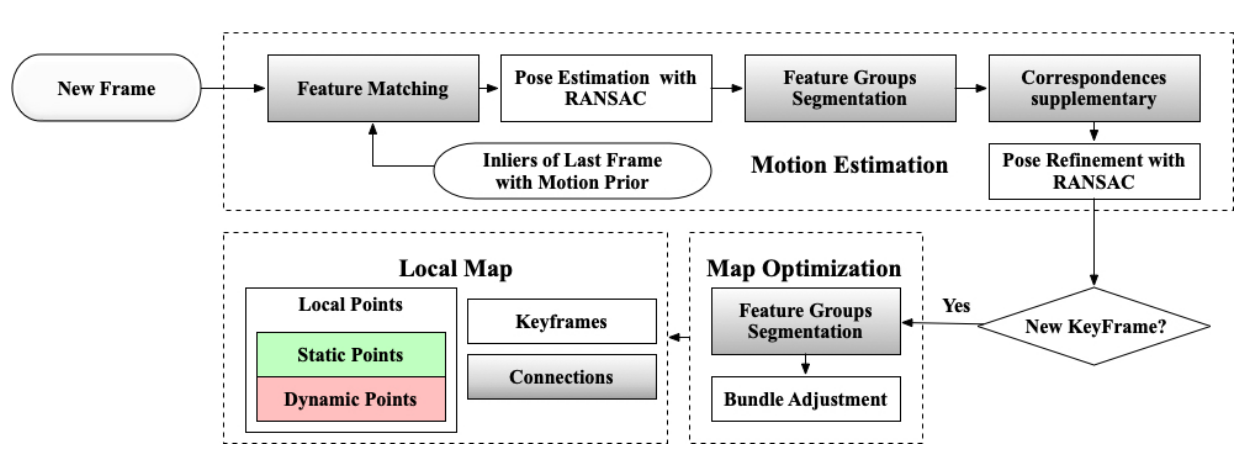 New Frame
Feature Matching
Pose Estimation with
RANSAC
Feature Groups
Segmentation
Correspondences
supplementary
Inliers of Last Frame
with Motion Prior
Motion Estimation
Pose Refinement with
RANSAC
Local Map
Local Points
Static Points
Dynamic Points
Keyframes
Connections
Map Optimization
Feature Groups
Segmentation
Bundle Adjustment
Yes
New KeyFrame?